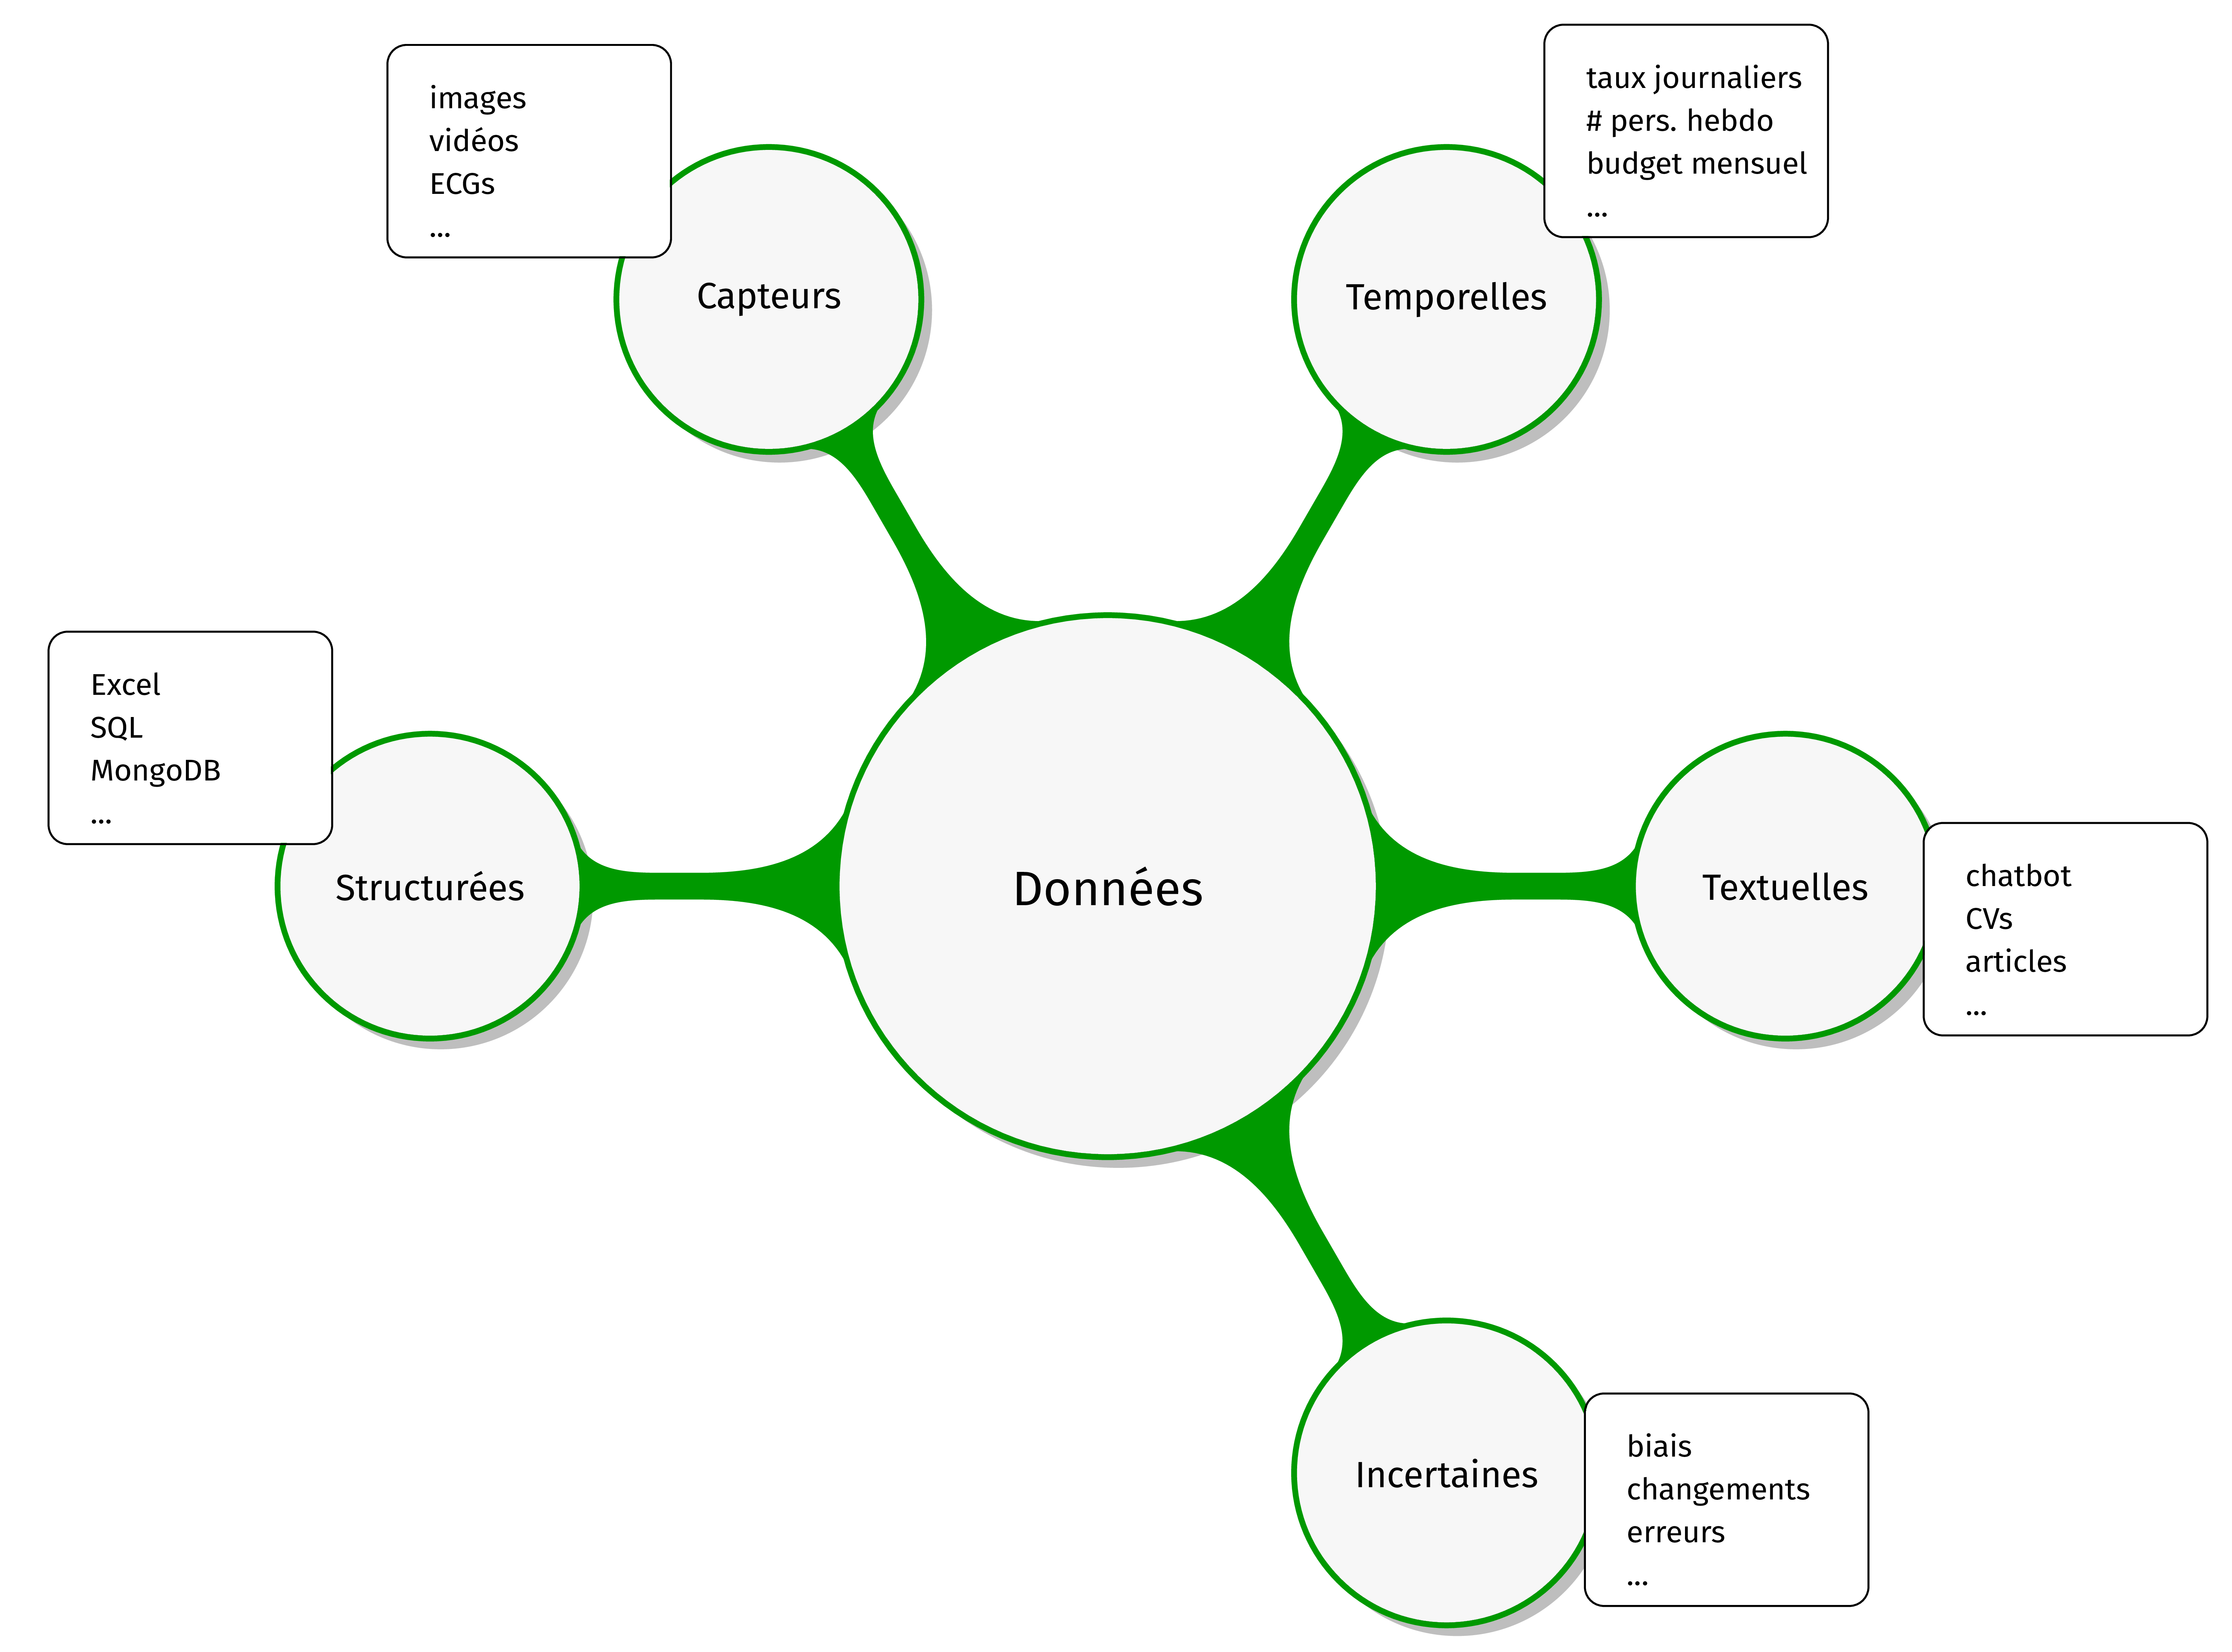 images
vidéos
ECGs
...
Capteurs
taux journaliers
# pers. hebdo
budget mensuel
...
Temporelles
Excel
SQL
MongoDB
...
Structurées
Données
Textuelles
chatbot
CVs
articles
...
Incertaines
biais
changements
erreurs
...